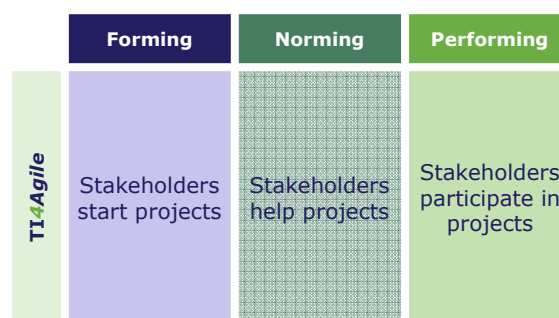 Forming
Norming
Performing
TI4Agile
Stakeholders
start projects
Stakeholders
help projects
Stakeholders
participate in
projects